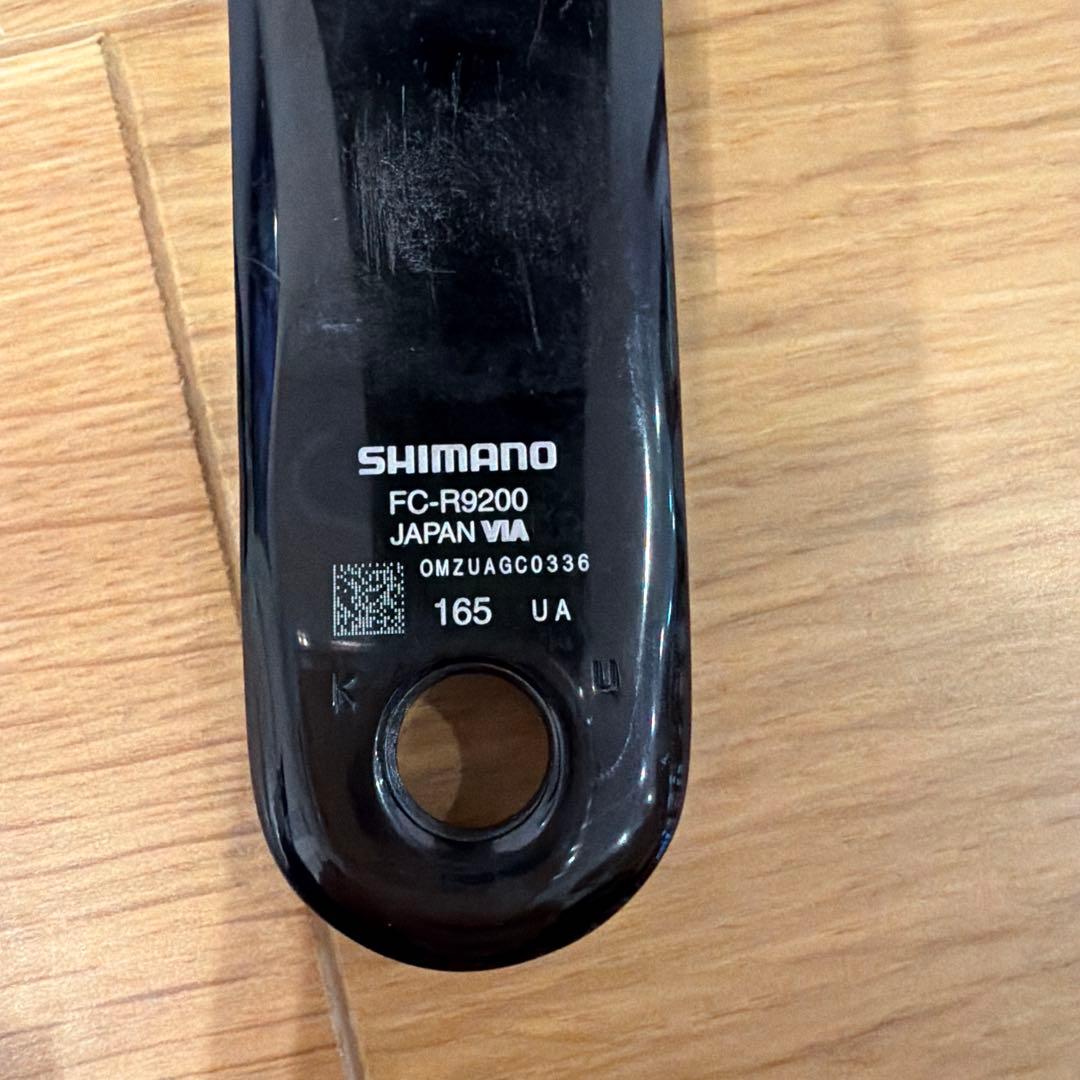 SHIMANO
FC-R9200
JAPAN VIA
OMZUAGC0336
165 UA
K U